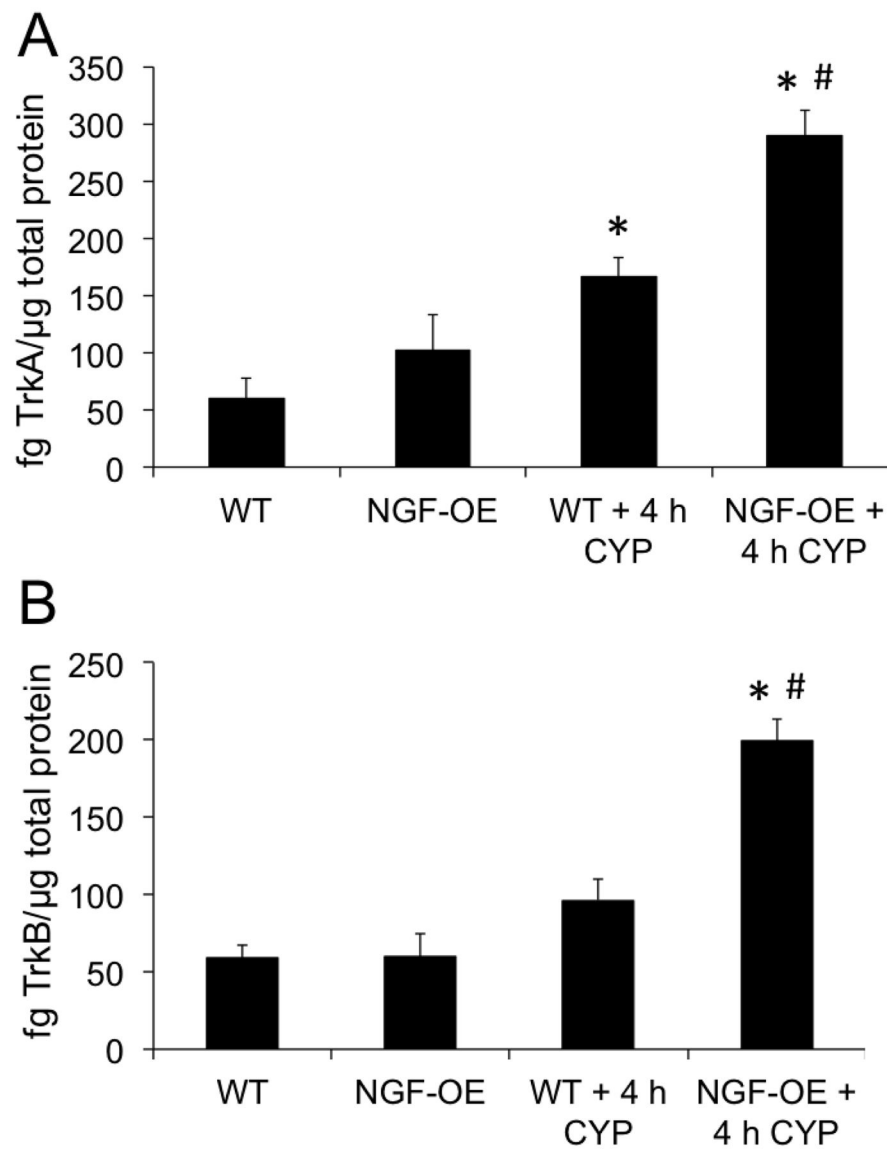 A
fg TrkA/µg total protein
350
300
250
200
150
100
50
0
*
* #
WT
NGF-OE
WT + 4 h
CYP
NGF-OE +
4 h CYP
B
fg TrkB/µg total protein
250
200
150
100
50
0
* #
WT
NGF-OE
WT + 4 h
CYP
NGF-OE +
4 h CYP